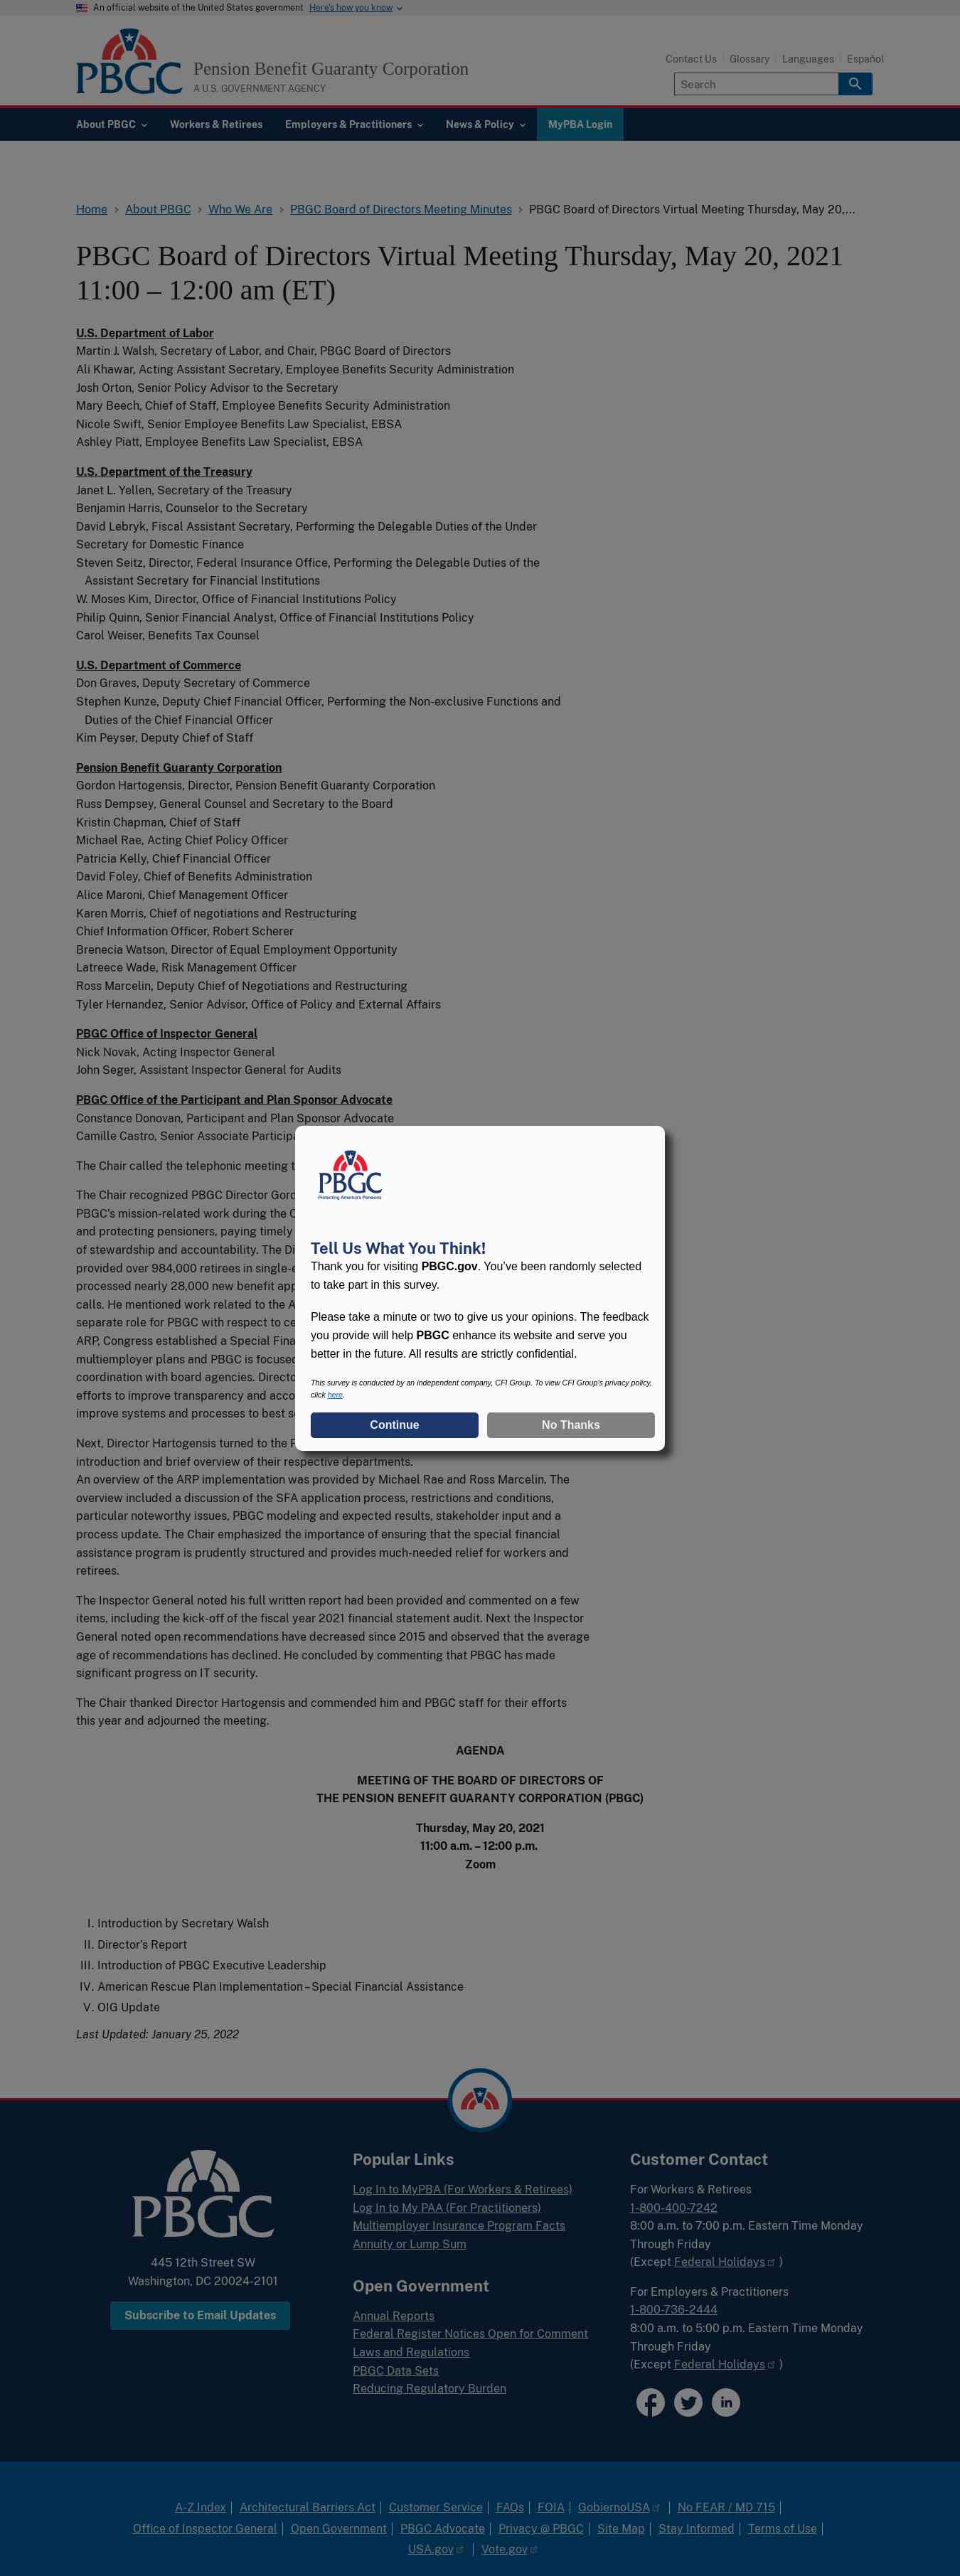 An official website of the United States government Here's how you know
PBGC
Pension Benefit Guaranty Corporation
A U.S. GOVERNMENT AGENCY
Contact Us Glossary Languages Español
Search
About PBGC Workers & Retirees Employers & Practitioners News & Policy MyPBA Login
Home About PBGC Who We Are PBGC Board of Directors Meeting Minutes PBGC Board of Directors Virtual Meeting Thursday, May 20,...
PBGC Board of Directors Virtual Meeting Thursday, May 20, 2021
11:00 – 12:00 am (ET)
U.S. Department of Labor
Martin J. Walsh, Secretary of Labor, and Chair, PBGC Board of Directors
Ali Khawar, Acting Assistant Secretary, Employee Benefits Security Administration
Josh Orton, Senior Policy Advisor to the Secretary
Mary Beech, Chief of Staff, Employee Benefits Security Administration
Nicole Swift, Senior Employee Benefits Law Specialist, EBSA
Ashley Piatt, Employee Benefits Law Specialist, EBSA
U.S. Department of the Treasury
Janet L. Yellen, Secretary of the Treasury
Benjamin Harris, Counselor to the Secretary
David Lebryk, Fiscal Assistant Secretary, Performing the Delegable Duties of the Under
Secretary for Domestic Finance
Steven Seitz, Director, Federal Insurance Office, Performing the Delegable Duties of the
Assistant Secretary for Financial Institutions
W. Moses Kim, Director, Office of Financial Institutions Policy
Philip Quinn, Senior Financial Analyst, Office of Financial Institutions Policy
Carol Weiser, Benefits Tax Counsel
U.S. Department of Commerce
Don Graves, Deputy Secretary of Commerce
Stephen Kunze, Deputy Chief Financial Officer, Performing the Non-exclusive Functions and
Duties of the Chief Financial Officer
Kim Peyser, Deputy Chief of Staff
Pension Benefit Guaranty Corporation
Gordon Hartogensis, Director, Pension Benefit Guaranty Corporation
Russ Dempsey, General Counsel and Secretary to the Board
Kristin Chapman, Chief of Staff
Michael Rae, Acting Chief Policy Officer
Patricia Kelly, Chief Financial Officer
David Foley, Chief of Benefits Administration
Alice Maroni, Chief Management Officer
Karen Morris, Chief of negotiations and Restructuring
Chief Information Officer, Robert Scherer
Brenecia Watson, Director of Equal Employment Opportunity
Latreece Wade, Risk Management Officer
Ross Marcelin, Deputy Chief of Negotiations and Restructuring
Tyler Hernandez, Senior Advisor, Office of Policy and External Affairs
PBGC Office of Inspector General
Nick Novak, Acting Inspector General
John Seger, Assistant Inspector General for Audits
PBGC Office of the Participant and Plan Sponsor Advocate
Constance Donovan, Participant and Plan Sponsor Advocate
Camille Castro, Senior Associate
The Chair called the telephonic meeting
The Chair recognized PBGC Director
PBGC's mission-related work during the
and protecting pensioners, paying timely
of stewardship and accountability. The
provided over 984,000 retirees in
processed nearly 28,000 new benefit
calls. He mentioned work related to the
separate role for PBGC with respect to
ARP, Congress established a Special
multiemployer plans and PBGC is focused
coordination with board agencies.
efforts to improve transparency and
improve systems and processes to best
PBGC
Protecting America's Pensions
Tell Us What You Think!
Thank you for visiting PBGC.gov. You've been randomly selected
to take part in this survey.
Please take a minute or two to give us your opinions. The feedback
you provide will help PBGC enhance its website and serve you
better in the future. All results are strictly confidential.
This survey is conducted by an independent company, CFI Group. To view CFI Group's privacy policy,
click here.
Continue No Thanks
Next, Director Hartogensis turned to the
introduction and brief overview of their respective departments.
An overview of the ARP implementation was provided by Michael Rae and Ross Marcelin. The
overview included a discussion of the SFA application process, restrictions and conditions,
particular noteworthy issues, PBGC modeling and expected results, stakeholder input and a
process update. The Chair emphasized the importance of ensuring that the special financial
assistance program is prudently structured and provides much-needed relief for workers and
retirees.
The Inspector General noted his full written report had been provided and commented on a few
items, including the kick-off of the fiscal year 2021 financial statement audit. Next the Inspector
General noted open recommendations have decreased since 2015 and observed that the average
age of recommendations has declined. He concluded by commenting that PBGC has made
significant progress on IT security.
The Chair thanked Director Hartogensis and commended him and PBGC staff for their efforts
this year and adjourned the meeting.
AGENDA
MEETING OF THE BOARD OF DIRECTORS OF
THE PENSION BENEFIT GUARANTY CORPORATION (PBGC)
Thursday, May 20, 2021
11:00 a.m. – 12:00 p.m.
Zoom
I. Introduction by Secretary Walsh
II. Director's Report
III. Introduction of PBGC Executive Leadership
IV. American Rescue Plan Implementation – Special Financial Assistance
V. OIG Update
Last Updated: January 25, 2022
PBGC
445 12th Street SW
Washington, DC 20024-2101
Subscribe to Email Updates
Popular Links
Log In to MyPBA (For Workers & Retirees)
Log In to My PAA (For Practitioners)
Multiemployer Insurance Program Facts
Annuity or Lump Sum
Open Government
Annual Reports
Federal Register Notices Open for Comment
Laws and Regulations
PBGC Data Sets
Reducing Regulatory Burden
Customer Contact
For Workers & Retirees
1-800-400-7242
8:00 a.m. to 7:00 p.m. Eastern Time Monday
Through Friday
(Except Federal Holidays )
For Employers & Practitioners
1-800-736-2444
8:00 a.m. to 5:00 p.m. Eastern Time Monday
Through Friday
(Except Federal Holidays )
A-Z Index Architectural Barriers Act Customer Service FAQs FOIA GobiernoUSA No FEAR / MD 715
Office of Inspector General Open Government PBGC Advocate Privacy @ PBGC Site Map Stay Informed Terms of Use
USA.gov Vote.gov